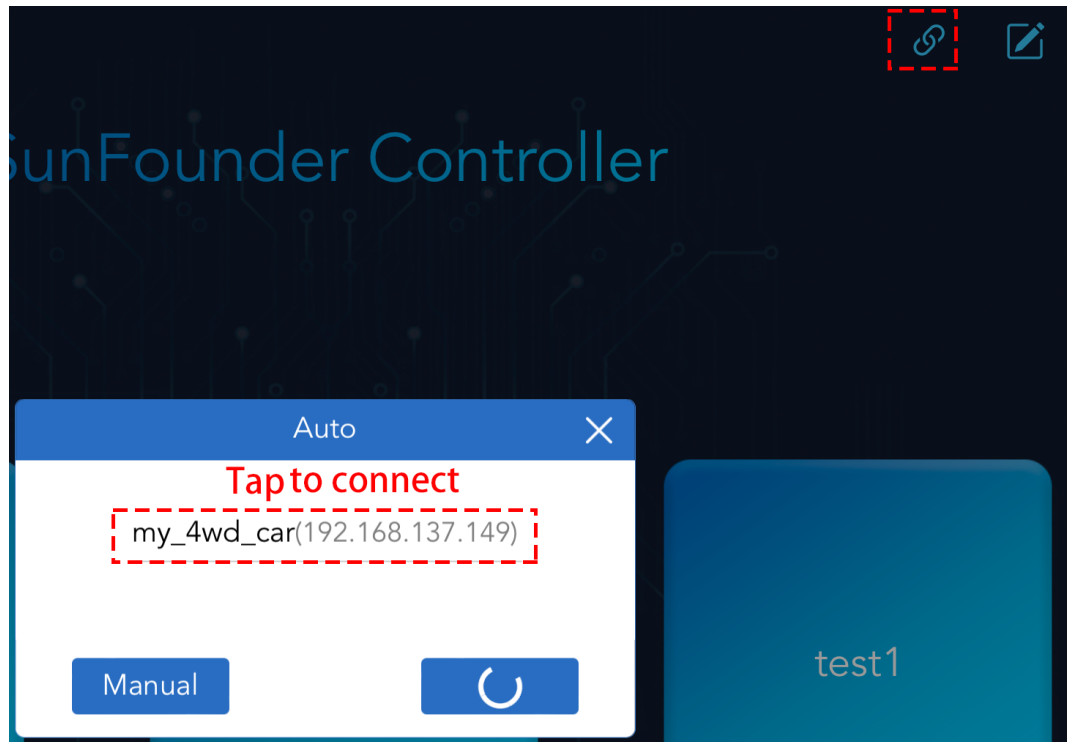 SunFounder Controller
Auto
Tap to connect
my_4wd_car(192.168.137.149)
Manual
test1